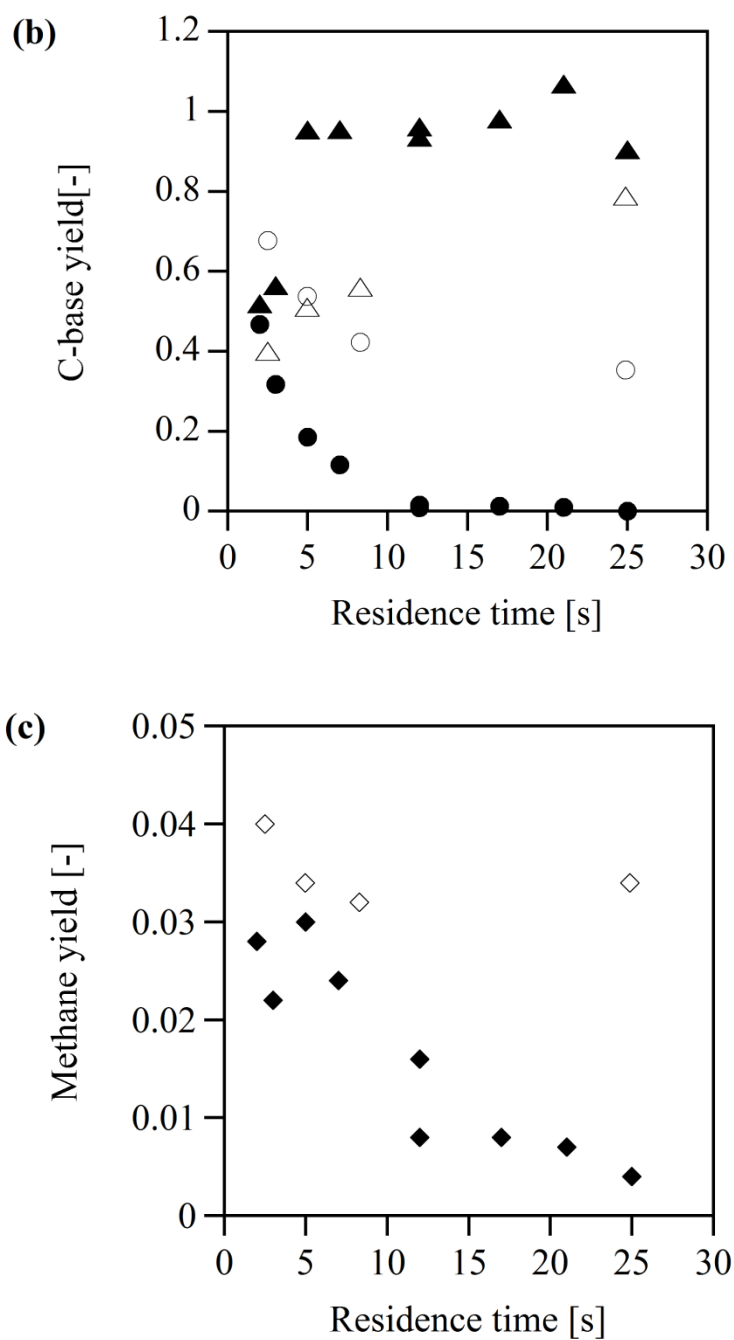 (b)
1.2
1
0.8
0.6
0.4
0.2
0
C-base yield[-]
0 5 10 15 20 25 30
Residence time [s]
(c)
0.05
0.04
0.03
0.02
0.01
0
Methane yield [-]
0 5 10 15 20 25 30
Residence time [s]